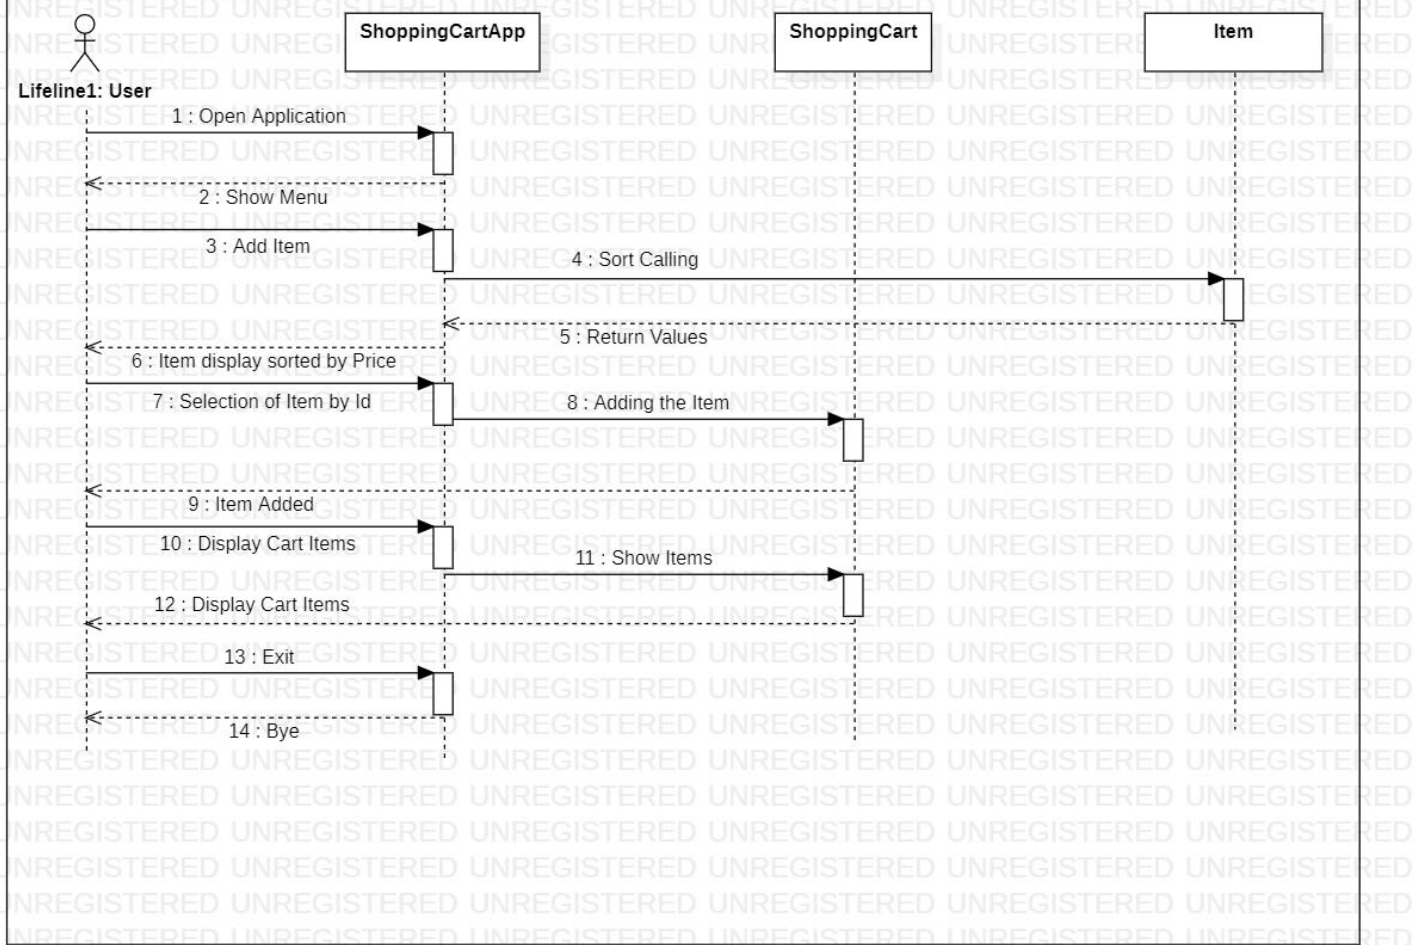 ShoppingCartApp
ShoppingCart
Item
Lifeline1: User
1 : Open Application
2 : Show Menu
3 : Add Item
4 : Sort Calling
5 : Return Values
6 : Item display sorted by Price
7 : Selection of Item by Id
8 : Adding the Item
9 : Item Added
10 : Display Cart Items
11 : Show Items
12 : Display Cart Items
13 : Exit
14 : Bye
UNREGISTERED